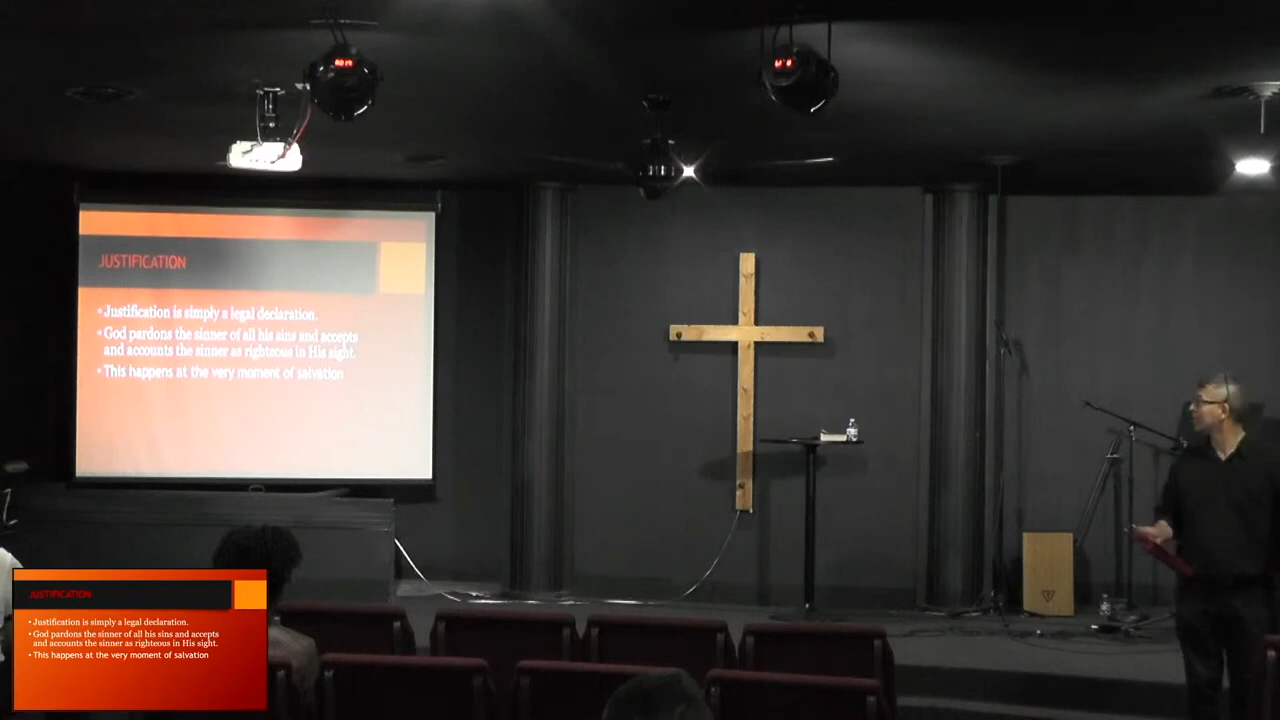 JUSTIFICATION
• Justification is simply a legal declaration.
• God pardons the sinner of all his sins and accepts
and accounts the sinner as righteous in His sight.
• This happens at the very moment of salvation
JUSTIFICATION
• Justification is simply a legal declaration.
• God pardons the sinner of all his sins and accepts
and accounts the sinner as righteous in His sight.
• This happens at the very moment of salvation